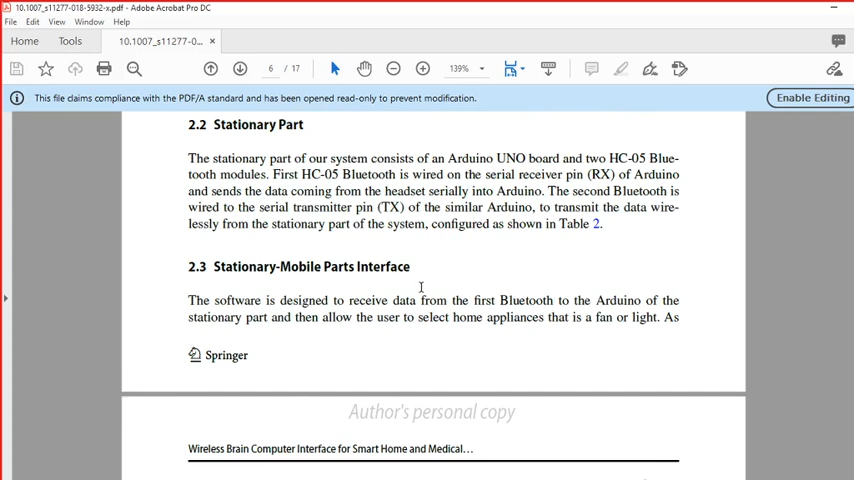 10.1007_s11277-018-5932-x.pdf - Adobe Acrobat Pro DC
File Edit View Window Help
Home Tools 10.1007_s11277-0... ×
6 / 17 139%
This file claims compliance with the PDF/A standard and has been opened read-only to prevent modification. Enable Editing
2.2 Stationary Part
The stationary part of our system consists of an Arduino UNO board and two HC-05 Blue-
tooth modules. First HC-05 Bluetooth is wired on the serial receiver pin (RX) of Arduino
and sends the data coming from the headset serially into Arduino. The second Bluetooth is
wired to the serial transmitter pin (TX) of the similar Arduino, to transmit the data wire-
lessly from the stationary part of the system, configured as shown in Table 2.
2.3 Stationary-Mobile Parts Interface
The software is designed to receive data from the first Bluetooth to the Arduino of the
stationary part and then allow the user to select home appliances that is a fan or light. As
Springer
Author's personal copy
Wireless Brain Computer Interface for Smart Home and Medical...